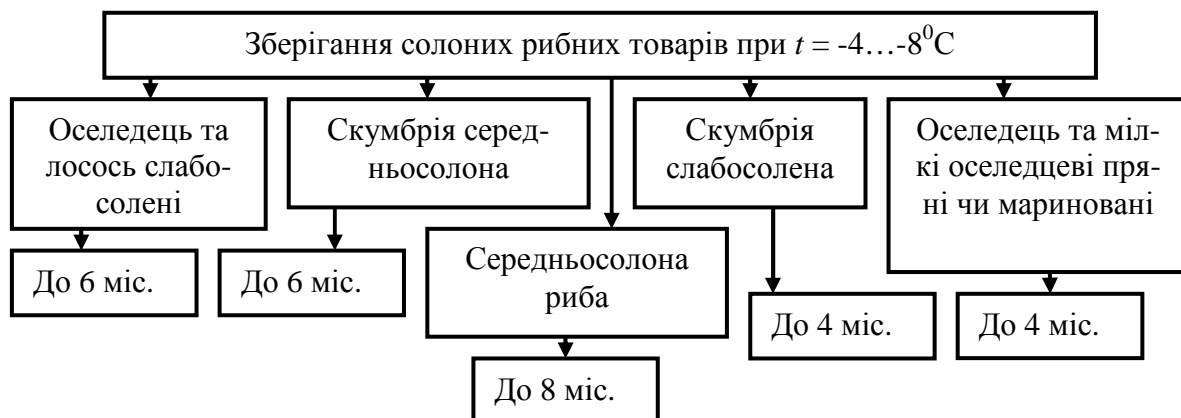 Зберігання солоних рибних товарів при t = -4…-8⁰С
Оселедець та
лосось слабо-
солені
До 6 міс.
Скумбрія серед-
ньосолона
До 6 міс.
Середньосолона
риба
До 8 міс.
Скумбрія
слабосолена
До 4 міс.
Оселедець та міл-
кі оселедцеві пря-
ні чи мариновані
До 4 міс.